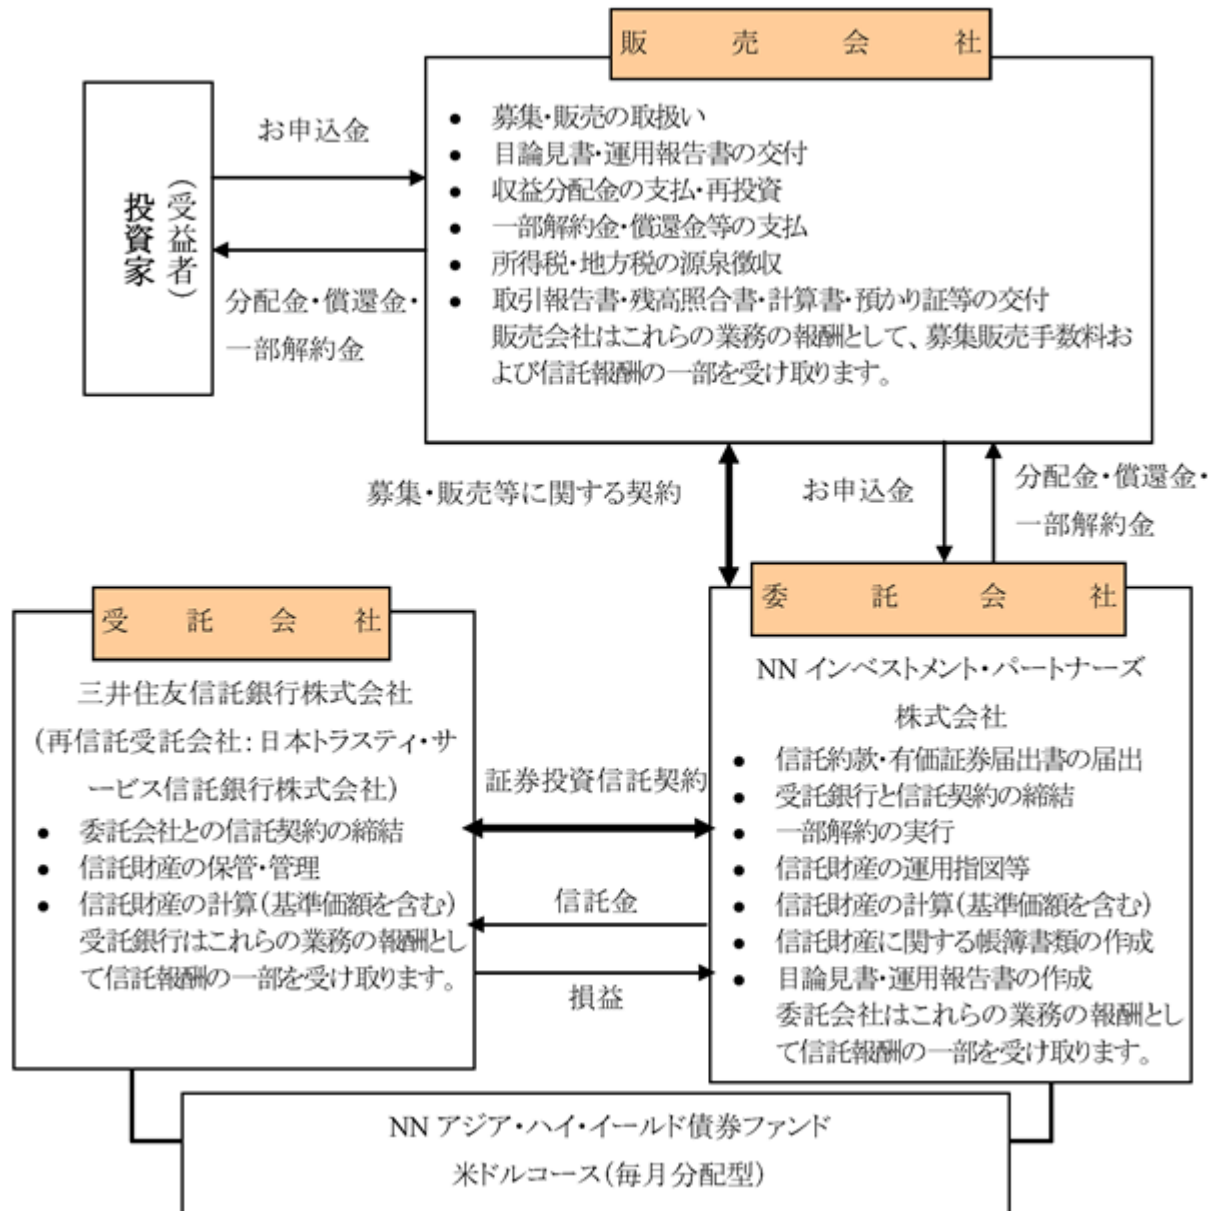 販売会社
● 募集・販売の取扱い
● 目論見書・運用報告書の交付
● 収益分配金の支払・再投資
● 一部解約金・償還金等の支払
● 所得税・地方税の源泉徴収
● 取引報告書・残高照合書・計算書・預かり証等の交付
販売会社はこれらの業務の報酬として、募集販売手数料お
よび信託報酬の一部を受け取ります。
お申込金
(受益者)
投資家
分配金・償還金・
一部解約金
募集・販売等に関する契約
お申込金
分配金・償還金・
一部解約金
受託会社
三井住友信託銀行株式会社
(再信託受託会社:日本トラスティ・サ
ービス信託銀行株式会社)
● 委託会社との信託契約の締結
● 信託財産の保管・管理
● 信託財産の計算(基準価額を含む)
受託銀行はこれらの業務の報酬とし
て信託報酬の一部を受け取ります。
証券投資信託契約
信託金
損益
委託会社
NN インベストメント・パートナーズ
株式会社
● 信託約款・有価証券届出書の届出
● 受託銀行と信託契約の締結
● 一部解約の実行
● 信託財産の運用指図等
● 信託財産の計算(基準価額を含む)
● 信託財産に関する帳簿書類の作成
● 目論見書・運用報告書の作成
委託会社はこれらの業務の報酬とし
て信託報酬の一部を受け取ります。
NN アジア・ハイ・イールド債券ファンド
米ドルコース(毎月分配型)